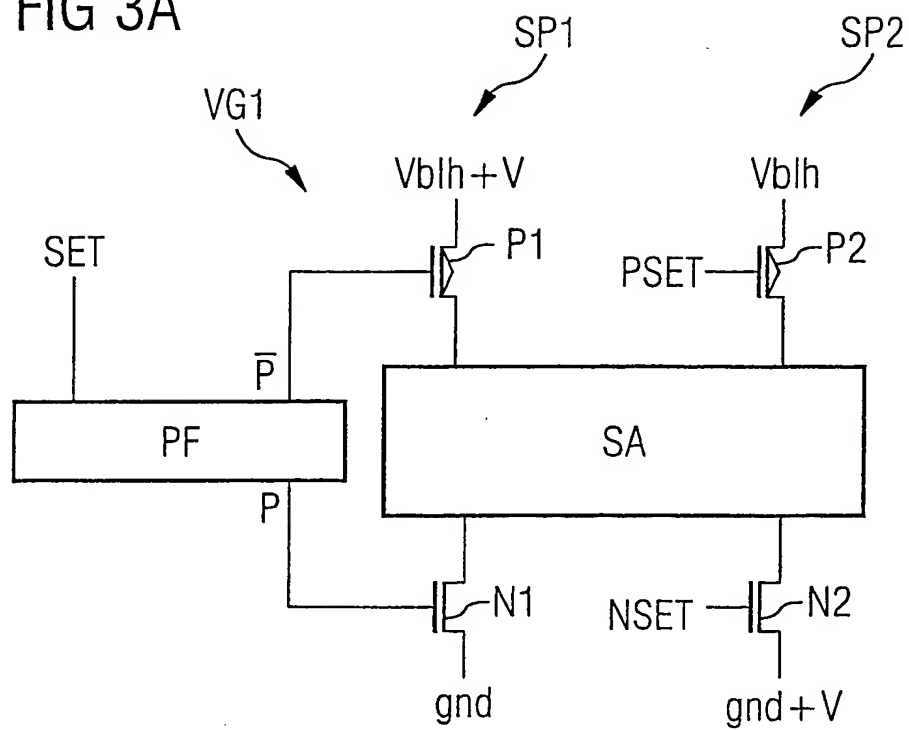 FIG 3A
SP1
SP2
VG1
Vblh+V
Vblh
SET
P1
PSET
P2
P̅
PF
SA
P
N1
NSET
N2
gnd
gnd+V